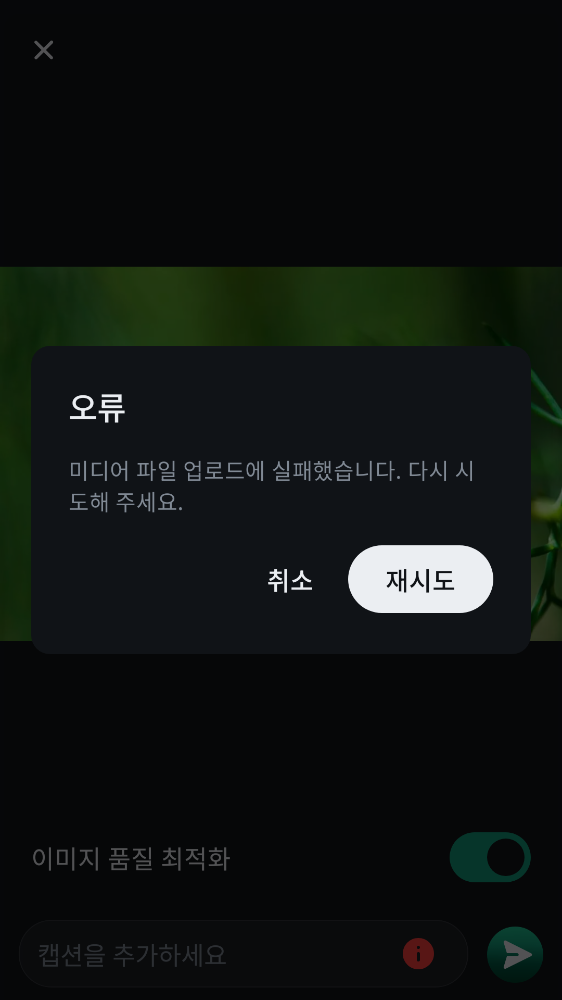 오류
미디어 파일 업로드에 실패했습니다. 다시 시
도해 주세요.
취소 재시도
이미지 품질 최적화
캡션을 추가하세요